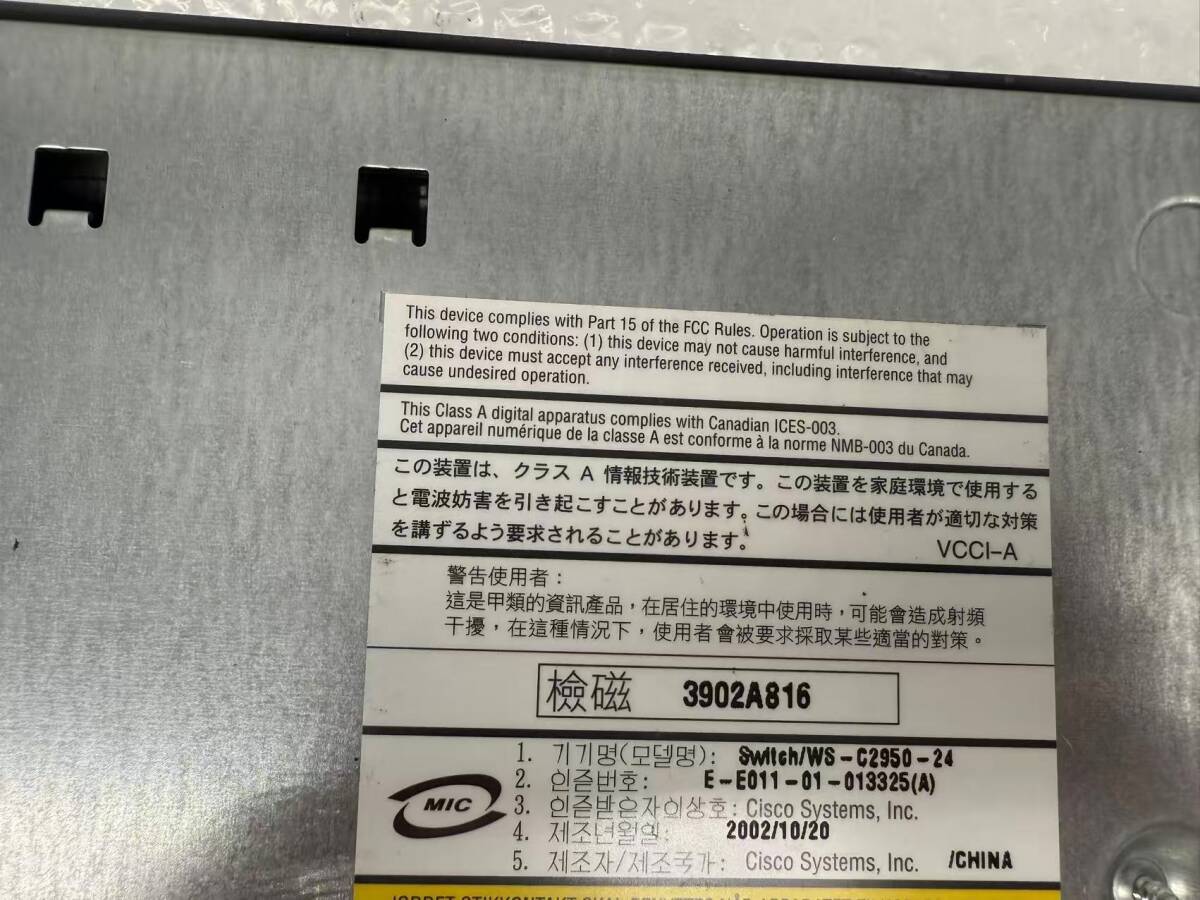 This device complies with Part 15 of the FCC Rules. Operation is subject to the
following two conditions: (1) this device may not cause harmful interference, and
(2) this device must accept any interference received, including interference that may
cause undesired operation.
This Class A digital apparatus complies with Canadian ICES-003.
Cet appareil numérique de la classe A est conforme à la norme NMB-003 du Canada.
この装置は、クラス A 情報技術装置です。この装置を家庭環境で使用する
と電波妨害を引き起こすことがあります。この場合には使用者が適切な対策
を講ずるよう要求されることがあります。
VCCI-A
警告使用者：
這是甲類的資訊產品，在居住的環境中使用時，可能會造成射頻
干擾，在這種情況下，使用者會被要求採取某些適當的對策。
檢磁 3902A816
MIC
1. 기기명(모델명): Switch/WS-C2950-24
2. 인증번호: E-E011-01-013325(A)
3. 인증받은자의상호: Cisco Systems, Inc.
4. 제조년월일: 2002/10/20
5. 제조자/제조국가: Cisco Systems, Inc. /CHINA